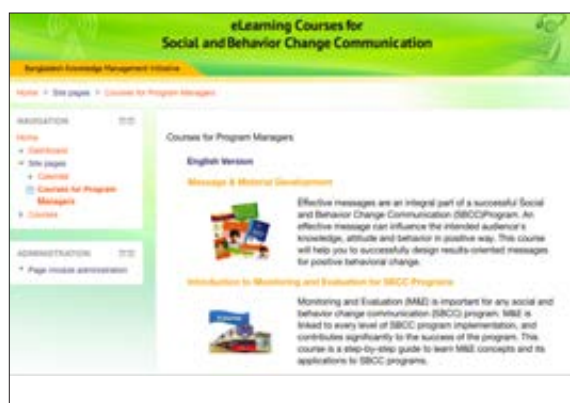 eLearning Courses for
Social and Behavior Change Communication
Bangladesh Knowledge Management Initiative
Home Site pages Courses for Program Managers
NAVIGATION
Home
Dashboard
Site pages
Calendar
Courses for Program
Managers
Courses
ADMINISTRATION
Page module administration
Courses for Program Managers
English Version
Message & Material Development
Effective messages are an integral part of a successful Social
and Behavior Change Communication (SBCC)Program. An
effective message can influence the intended audience's
knowledge, attitude and behavior in positive way. This course
will help you to successfully design results-oriented messages
for positive behavioral change.
Introduction to Monitoring and Evaluation for SBCC Programs
Course
Monitoring and Evaluation (M&E) is important for any social and
behavior change communication (SBCC) program. M&E is
linked to every level of SBCC program implementation, and
contributes significantly to the success of the program. This
course is a step-by-step guide to learn M&E concepts and its
applications to SBCC programs.